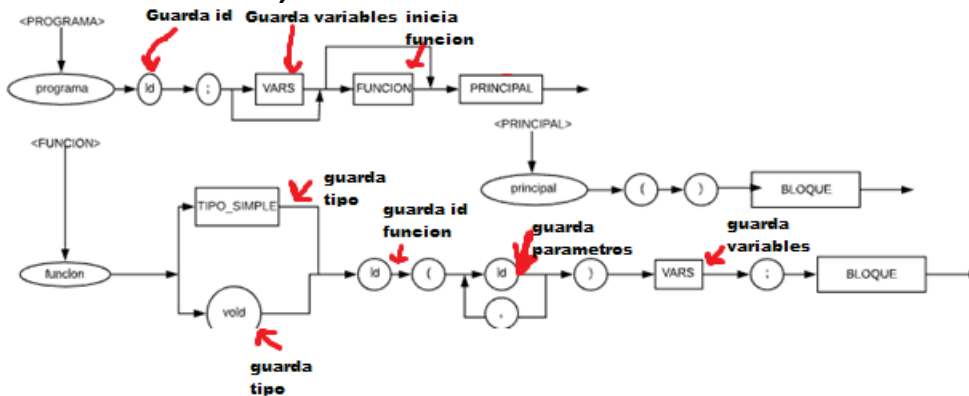 Guarda id Guarda variables inicia
funcion
<PROGRAMA>
programa id ; VARS FUNCION PRINCIPAL
<PRINCIPAL>
principal ( ) BLOQUE
<FUNCION>
guarda
tipo
TIPO_SIMPLE
guarda id
funcion
guarda
parametros
guarda
variables
funcion id ( id ) VARS ; BLOQUE
void ,
guarda
tipo